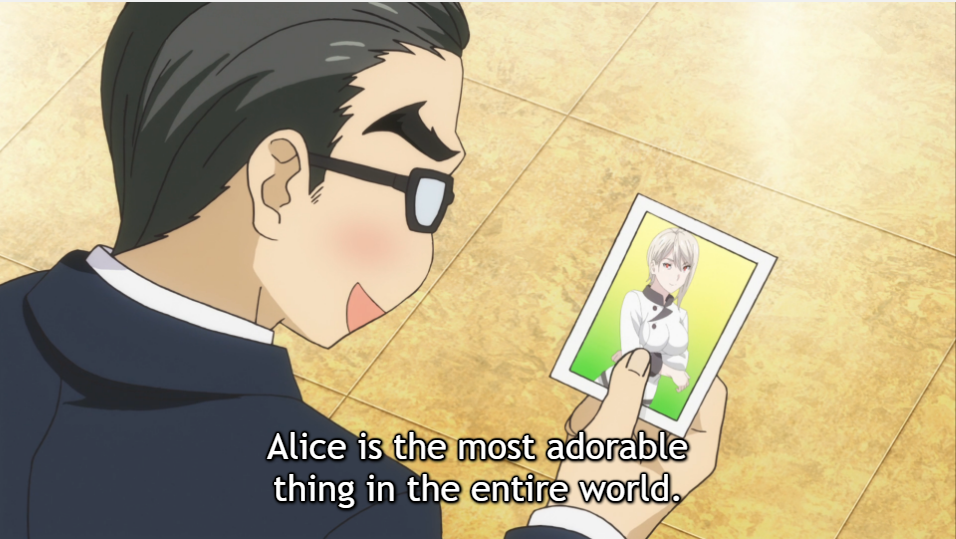 Alice is the most adorable
thing in the entire world.